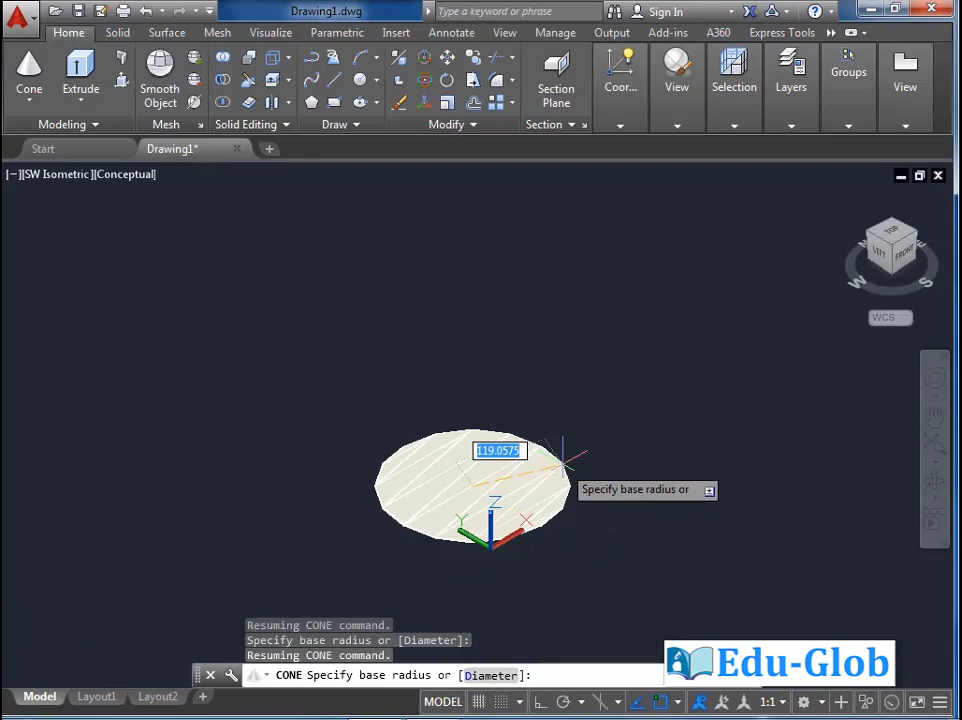 Drawing1.dwg
Type a keyword or phrase
Sign In
Home Solid Surface Mesh Visualize Parametric Insert Annotate View Manage Output Add-ins A360 Express Tools
Cone
Extrude
Smooth
Object
Section
Plane
Coor...
View
Selection
Layers
Groups
View
Modeling
Mesh
Solid Editing
Draw
Modify
Section
Start
Drawing1*
[−][SW Isometric][Conceptual]
TOP
LEFT
FRONT
W
S
WCS
119.0575
Specify base radius or
Z
Y
X
Resuming CONE command.
Specify base radius or [Diameter]:
Resuming CONE command.
CONE Specify base radius or [Diameter]:
Edu-Glob
Model Layout1 Layout2
MODEL
1:1